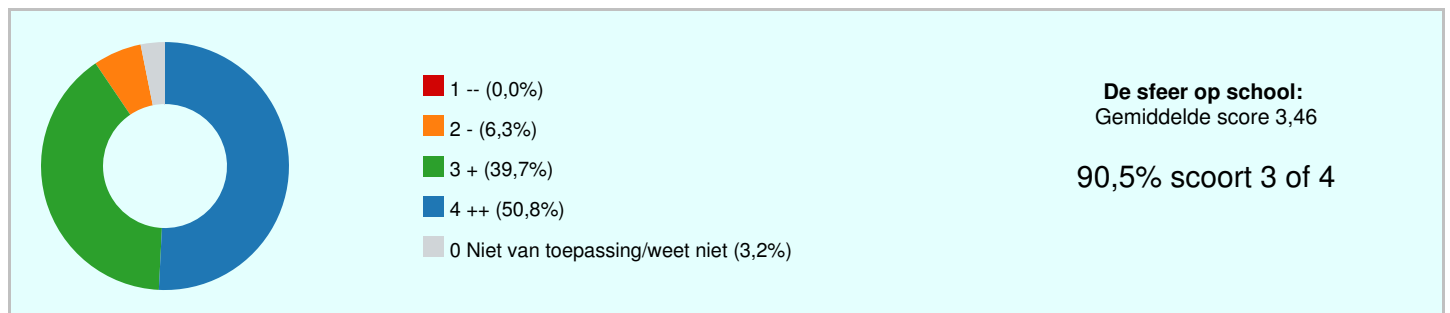 1 -- (0,0%)
2 - (6,3%)
3 + (39,7%)
4 ++ (50,8%)
0 Niet van toepassing/weet niet (3,2%)
De sfeer op school:
Gemiddelde score 3,46
90,5% scoort 3 of 4